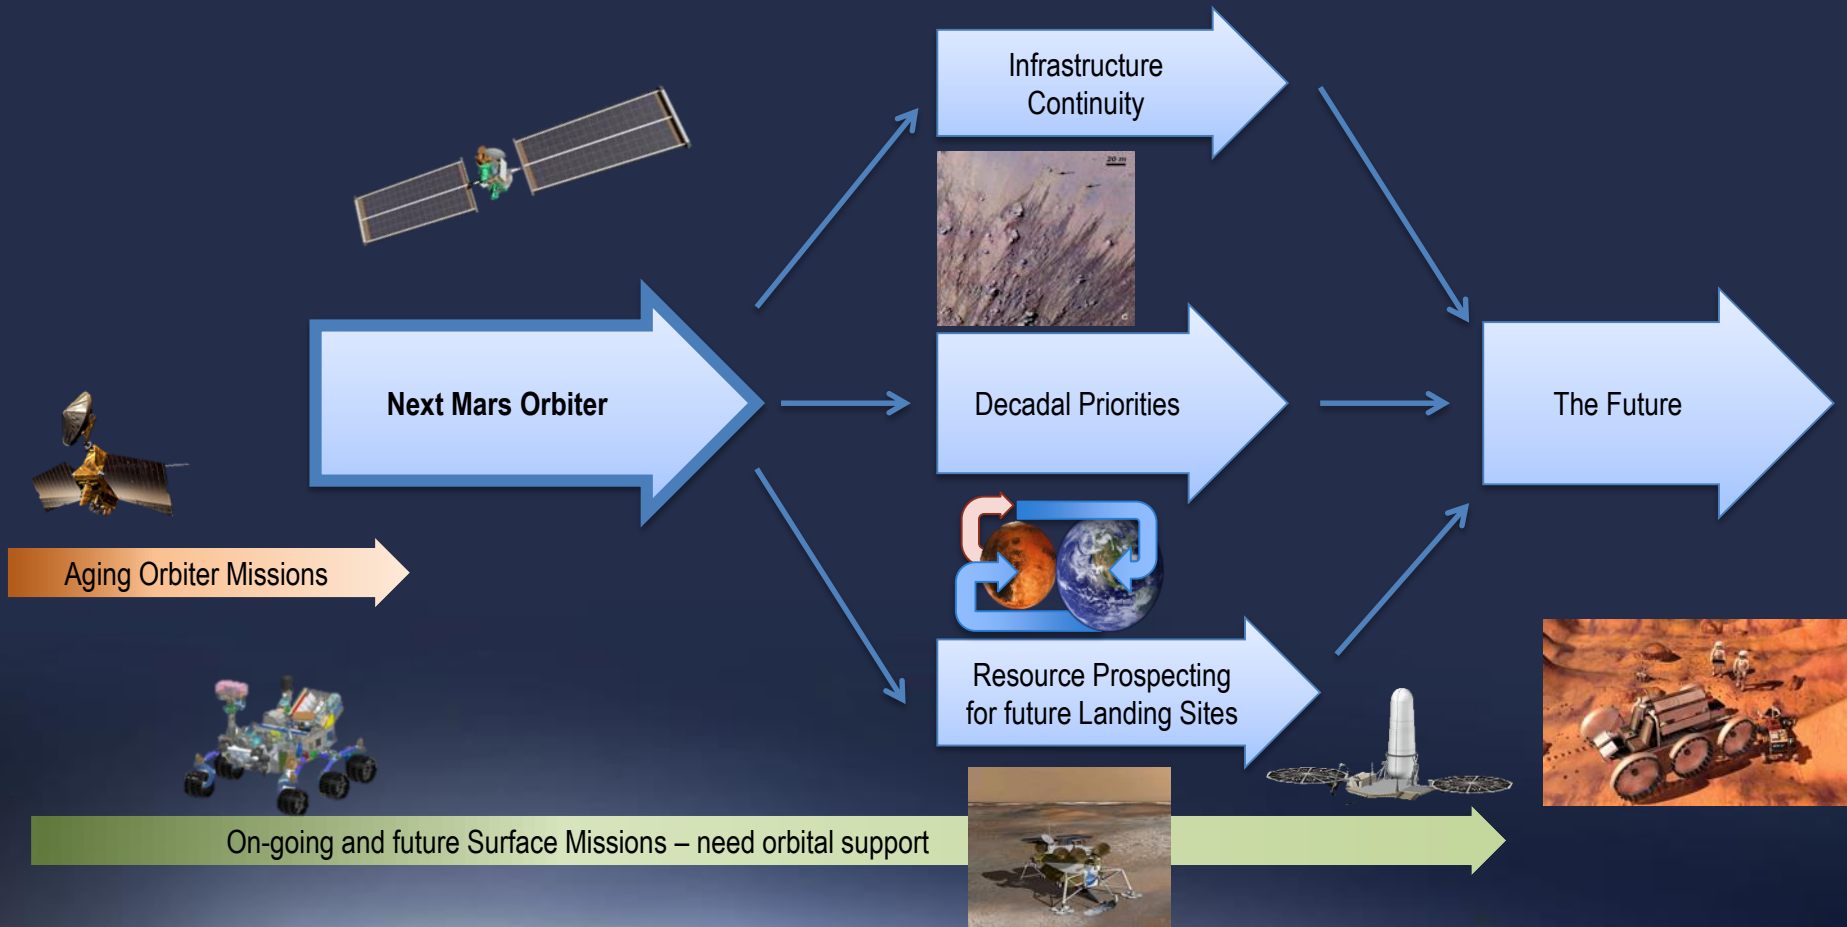 Infrastructure
Continuity
20 m
c
Next Mars Orbiter
Decadal Priorities
The Future
Aging Orbiter Missions
Resource Prospecting
for future Landing Sites
On-going and future Surface Missions – need orbital support